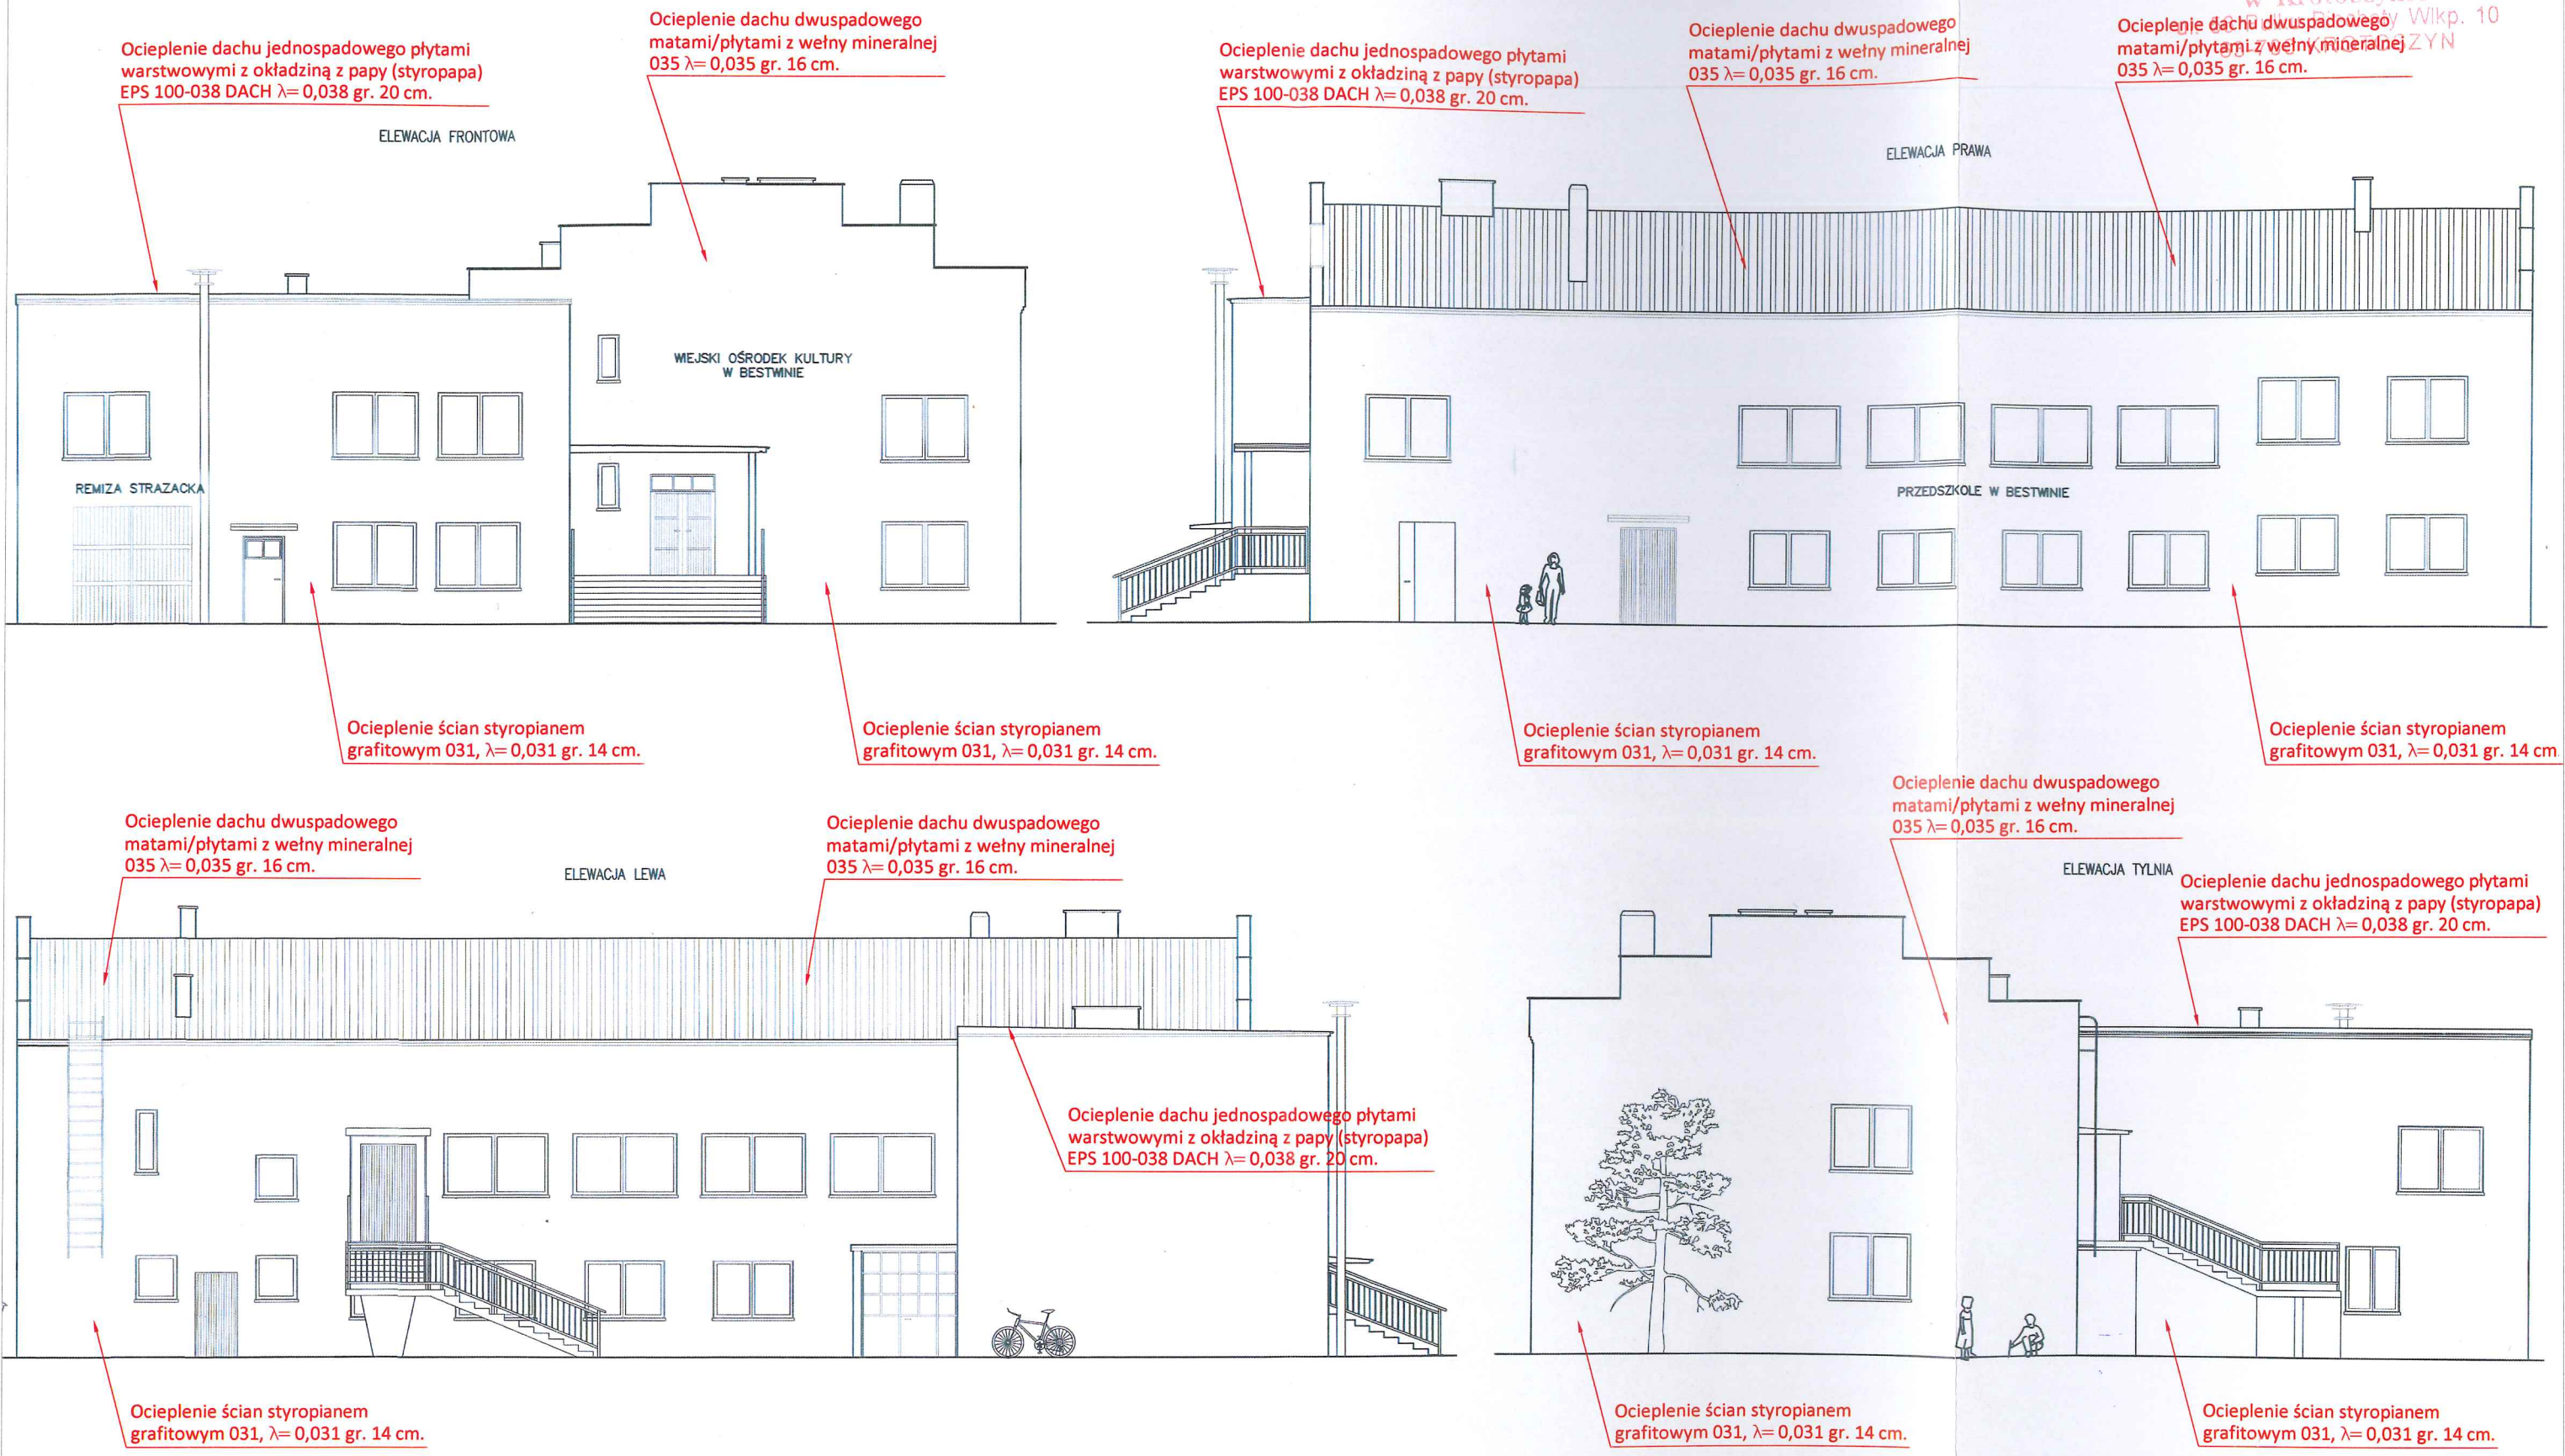 Ocieplenie dachu jednospadowego płytami
warstwowymi z okładziną z papy (styropapa)
EPS 100-038 DACH λ= 0,038 gr. 20 cm.
Ocieplenie dachu dwuspadowego
matami/płytami z wełny mineralnej
035 λ= 0,035 gr. 16 cm.
ELEWACJA FRONTOWA
WIEJSKI OŚRODEK KULTURY
W BESTWINIE
REMIZA STRAZACKA
Ocieplenie ścian styropianem
grafitowym 031, λ= 0,031 gr. 14 cm.
Ocieplenie ścian styropianem
grafitowym 031, λ= 0,031 gr. 14 cm.
Ocieplenie dachu jednospadowego płytami
warstwowymi z okładziną z papy (styropapa)
EPS 100-038 DACH λ= 0,038 gr. 20 cm.
Ocieplenie dachu dwuspadowego
matami/płytami z wełny mineralnej
035 λ= 0,035 gr. 16 cm.
Wlkp. 10
Ocieplenie dachu dwuspadowego
matami/płytami z wełny mineralnej
035 λ= 0,035 gr. 16 cm.
ELEWACJA PRAWA
PRZEDSZKOLE W BESTWINIE
Ocieplenie ścian styropianem
grafitowym 031, λ= 0,031 gr. 14 cm.
Ocieplenie ścian styropianem
grafitowym 031, λ= 0,031 gr. 14 cm.
Ocieplenie dachu dwuspadowego
matami/płytami z wełny mineralnej
035 λ= 0,035 gr. 16 cm.
ELEWACJA LEWA
Ocieplenie dachu dwuspadowego
matami/płytami z wełny mineralnej
035 λ= 0,035 gr. 16 cm.
Ocieplenie dachu jednospadowego płytami
warstwowymi z okładziną z papy (styropapa)
EPS 100-038 DACH λ= 0,038 gr. 20 cm.
Ocieplenie ścian styropianem
grafitowym 031, λ= 0,031 gr. 14 cm.
Ocieplenie dachu dwuspadowego
matami/płytami z wełny mineralnej
035 λ= 0,035 gr. 16 cm.
ELEWACJA TYLNIA
Ocieplenie dachu jednospadowego płytami
warstwowymi z okładziną z papy (styropapa)
EPS 100-038 DACH λ= 0,038 gr. 20 cm.
Ocieplenie ścian styropianem
grafitowym 031, λ= 0,031 gr. 14 cm.
Ocieplenie ścian styropianem
grafitowym 031, λ= 0,031 gr. 14 cm.